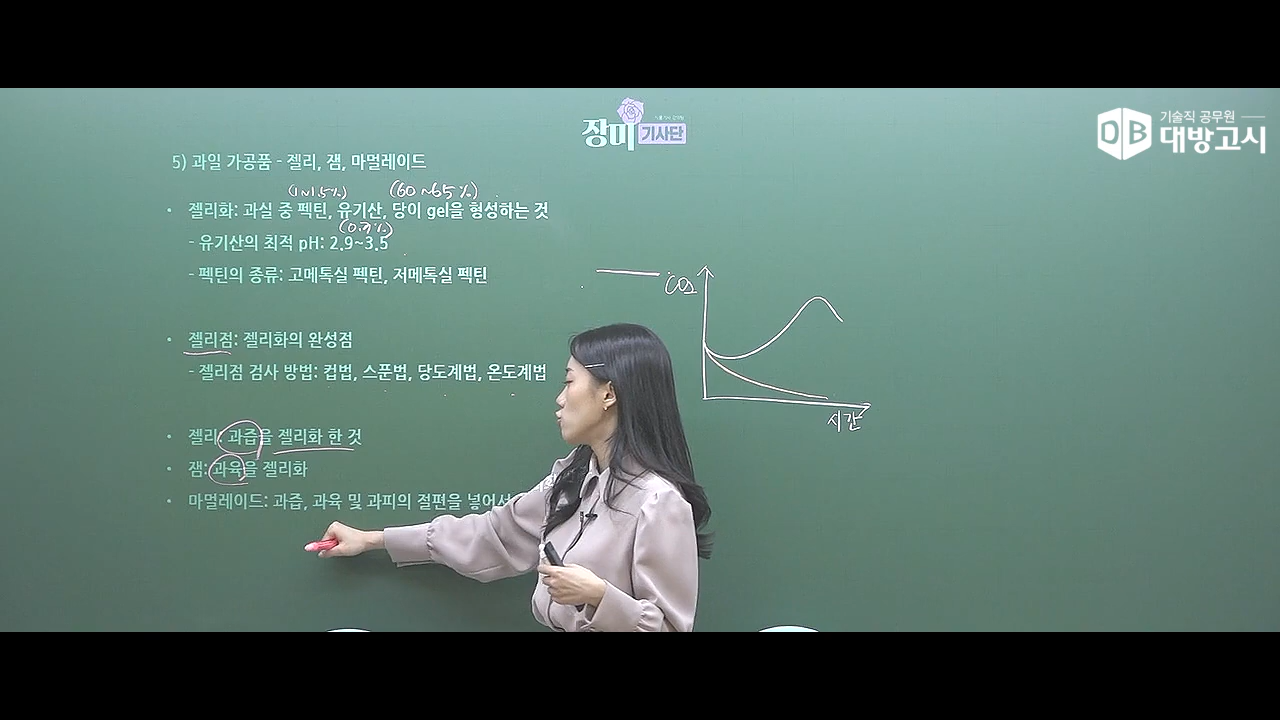 기술직 공무원
DB 대방고시
장미 기사단
5) 과일 가공품 - 젤리, 잼, 마멀레이드
(1~1.5%) (60~65%)
• 젤리화: 과실 중 펙틴, 유기산, 당이 gel을 형성하는 것
(0.3%)
- 유기산의 최적 pH: 2.9~3.5
- 펙틴의 종류: 고메톡실 펙틴, 저메톡실 펙틴
CO2
• 젤리점: 젤리화의 완성점
- 젤리점 검사 방법: 컵법, 스푼법, 당도계법, 온도계법
시간
• 젤리: 과즙을 젤리화 한 것
• 잼: 과육을 젤리화
• 마멀레이드: 과즙, 과육 및 과피의 절편을 넣어서